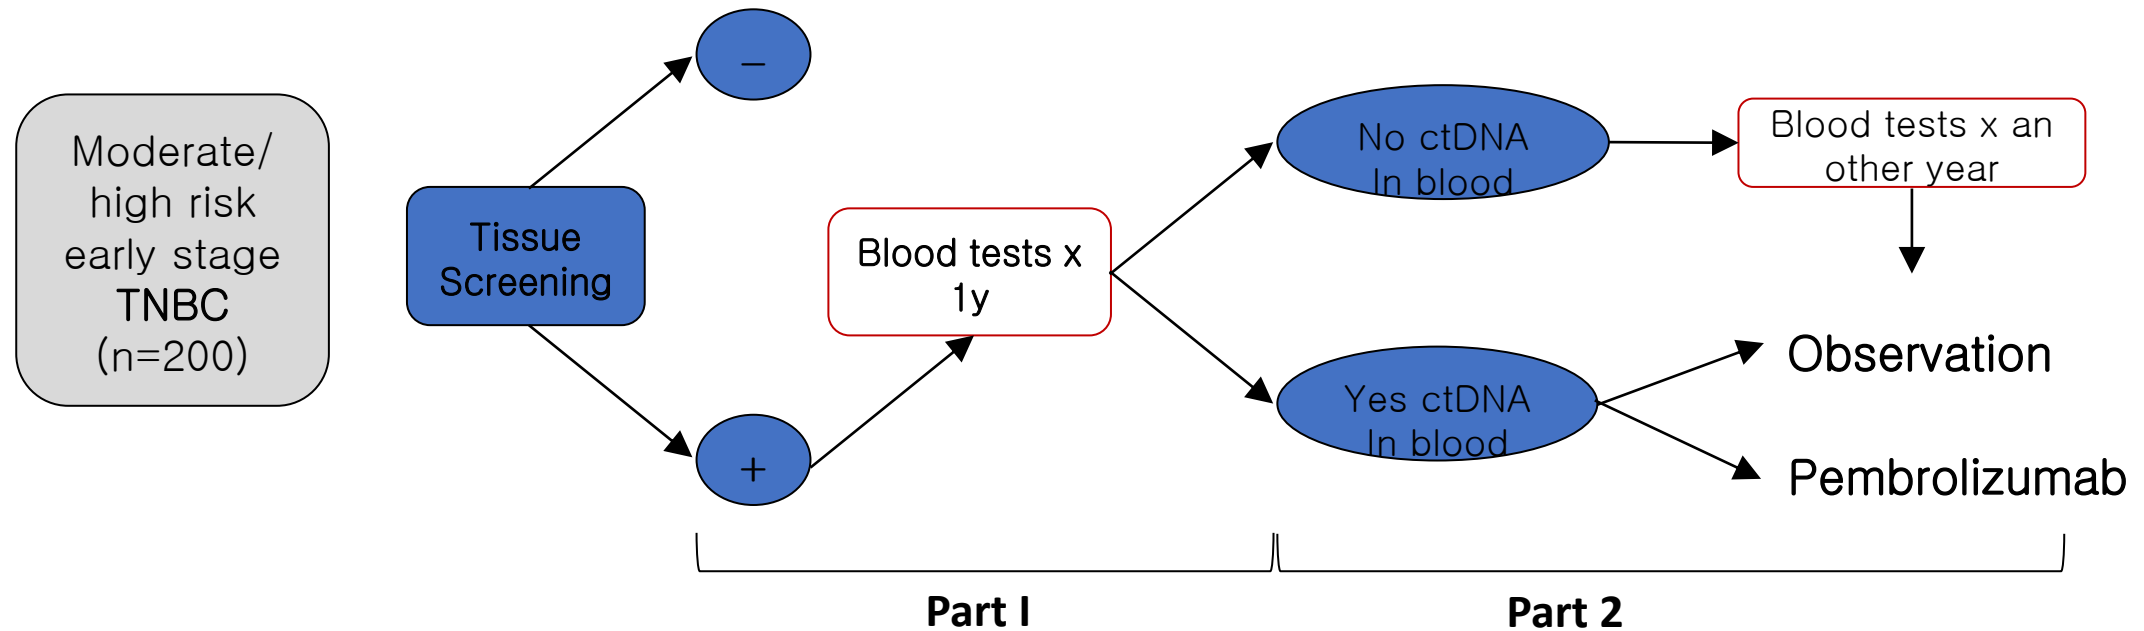 Moderate/
high risk
early stage
TNBC
(n=200)
Tissue
Screening
–
+
Blood tests x
1y
No ctDNA
In blood
Yes ctDNA
In blood
Blood tests x an
other year
Observation
Pembrolizumab
Part I
Part 2